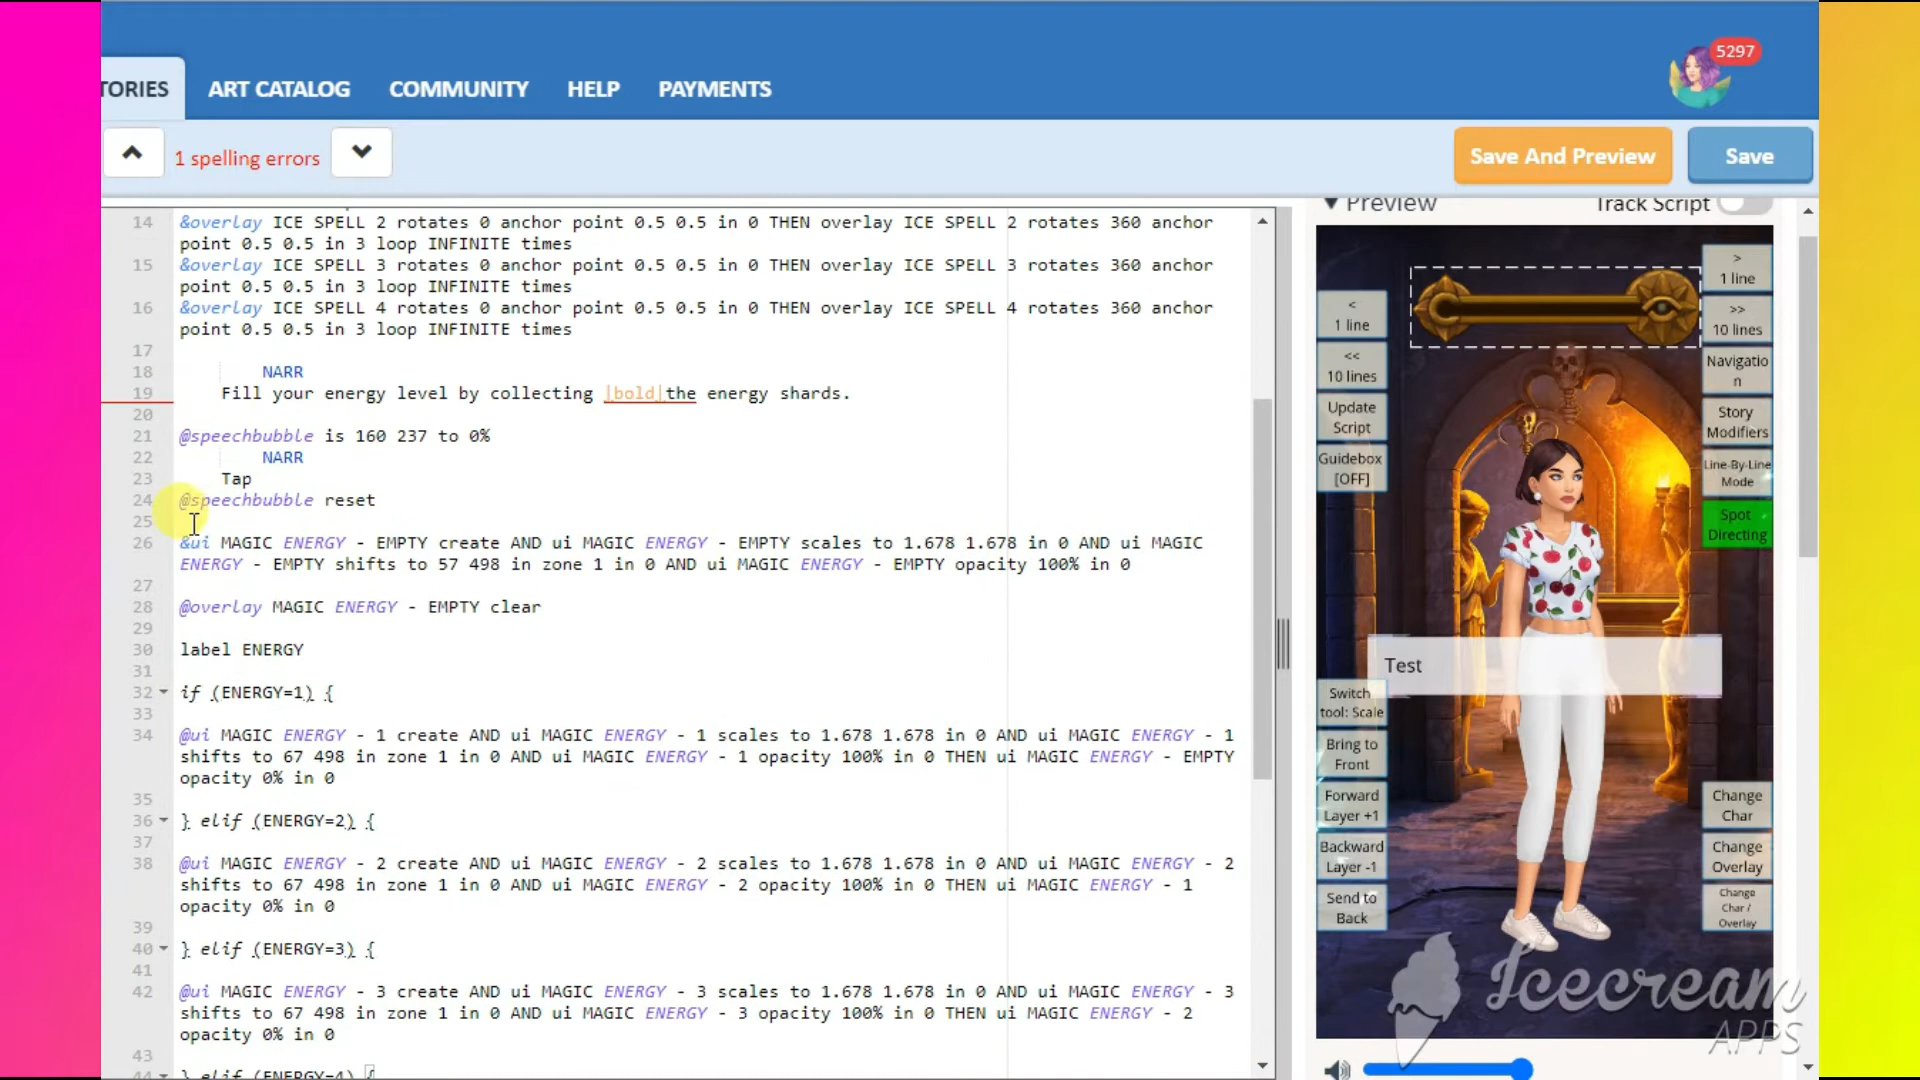 5297
TORIES ART CATALOG COMMUNITY HELP PAYMENTS
1 spelling errors
Save And Preview Save
14 &overlay ICE SPELL 2 rotates 0 anchor point 0.5 0.5 in 0 THEN overlay ICE SPELL 2 rotates 360 anchor
point 0.5 0.5 in 3 loop INFINITE times
15 &overlay ICE SPELL 3 rotates 0 anchor point 0.5 0.5 in 0 THEN overlay ICE SPELL 3 rotates 360 anchor
point 0.5 0.5 in 3 loop INFINITE times
16 &overlay ICE SPELL 4 rotates 0 anchor point 0.5 0.5 in 0 THEN overlay ICE SPELL 4 rotates 360 anchor
point 0.5 0.5 in 3 loop INFINITE times
17
18 NARR
19 Fill your energy level by collecting [bold]the energy shards.
20
21 @speechbubble is 160 237 to 0%
22 NARR
23 Tap
24 @speechbubble reset
25
26 &ui MAGIC ENERGY - EMPTY create AND ui MAGIC ENERGY - EMPTY scales to 1.678 1.678 in 0 AND ui MAGIC
ENERGY - EMPTY shifts to 57 498 in zone 1 in 0 AND ui MAGIC ENERGY - EMPTY opacity 100% in 0
27
28 @overlay MAGIC ENERGY - EMPTY clear
29
30 label ENERGY
31
32 if (ENERGY=1) {
33
34 @ui MAGIC ENERGY - 1 create AND ui MAGIC ENERGY - 1 scales to 1.678 1.678 in 0 AND ui MAGIC ENERGY - 1
shifts to 67 498 in zone 1 in 0 AND ui MAGIC ENERGY - 1 opacity 100% in 0 THEN ui MAGIC ENERGY - EMPTY
opacity 0% in 0
35
36 } elif (ENERGY=2) {
37
38 @ui MAGIC ENERGY - 2 create AND ui MAGIC ENERGY - 2 scales to 1.678 1.678 in 0 AND ui MAGIC ENERGY - 2
shifts to 67 498 in zone 1 in 0 AND ui MAGIC ENERGY - 2 opacity 100% in 0 THEN ui MAGIC ENERGY - 1
opacity 0% in 0
39
40 } elif (ENERGY=3) {
41
42 @ui MAGIC ENERGY - 3 create AND ui MAGIC ENERGY - 3 scales to 1.678 1.678 in 0 AND ui MAGIC ENERGY - 3
shifts to 67 498 in zone 1 in 0 AND ui MAGIC ENERGY - 3 opacity 100% in 0 THEN ui MAGIC ENERGY - 2
opacity 0% in 0
43
44 } elif (ENERGY=4) {
Preview Track Script
<
1 line
<<
10 lines
Update
Script
Guidebox
[OFF]
>
1 line
>>
10 lines
Navigatio
n
Story
Modifiers
Line-By-Line
Mode
Spot
Directing
Test
Switch
tool: Scale
Bring to
Front
Forward
Layer +1
Backward
Layer -1
Send to
Back
Change
Char
Change
Overlay
Change
Char /
Overlay
Icecream
APPS